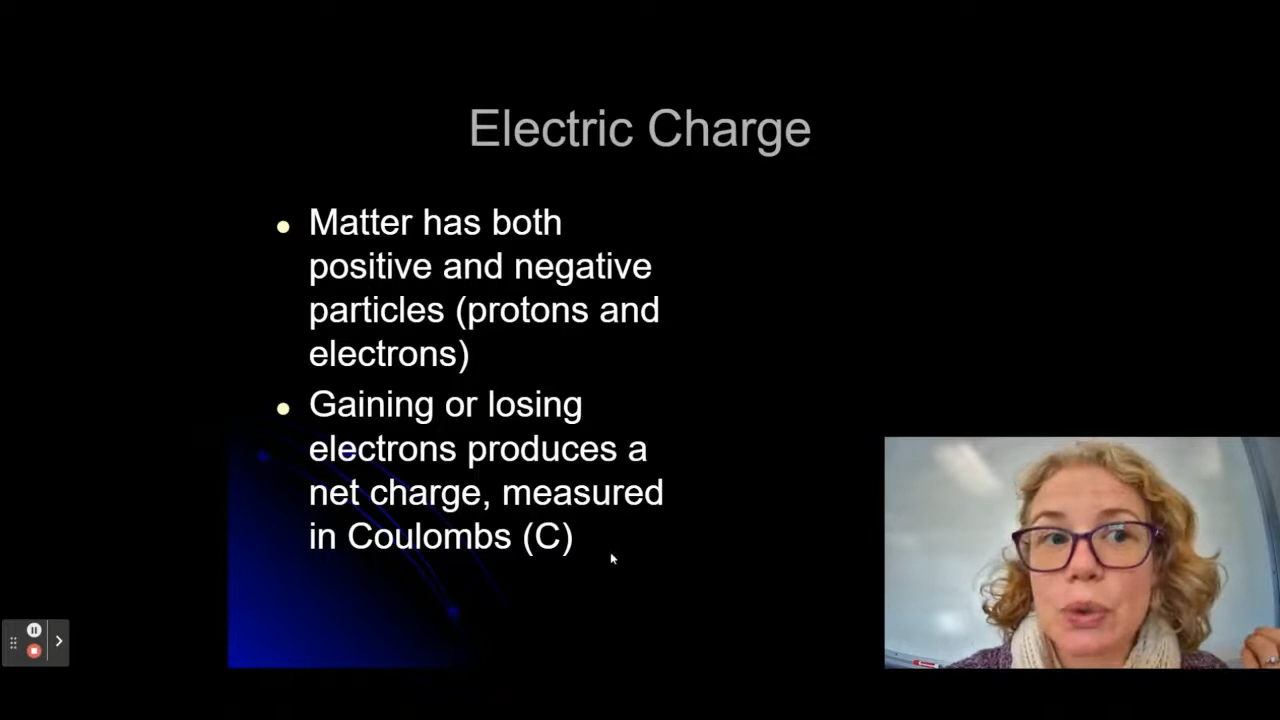 Electric Charge
● Matter has both
positive and negative
particles (protons and
electrons)
● Gaining or losing
electrons produces a
net charge, measured
in Coulombs (C)